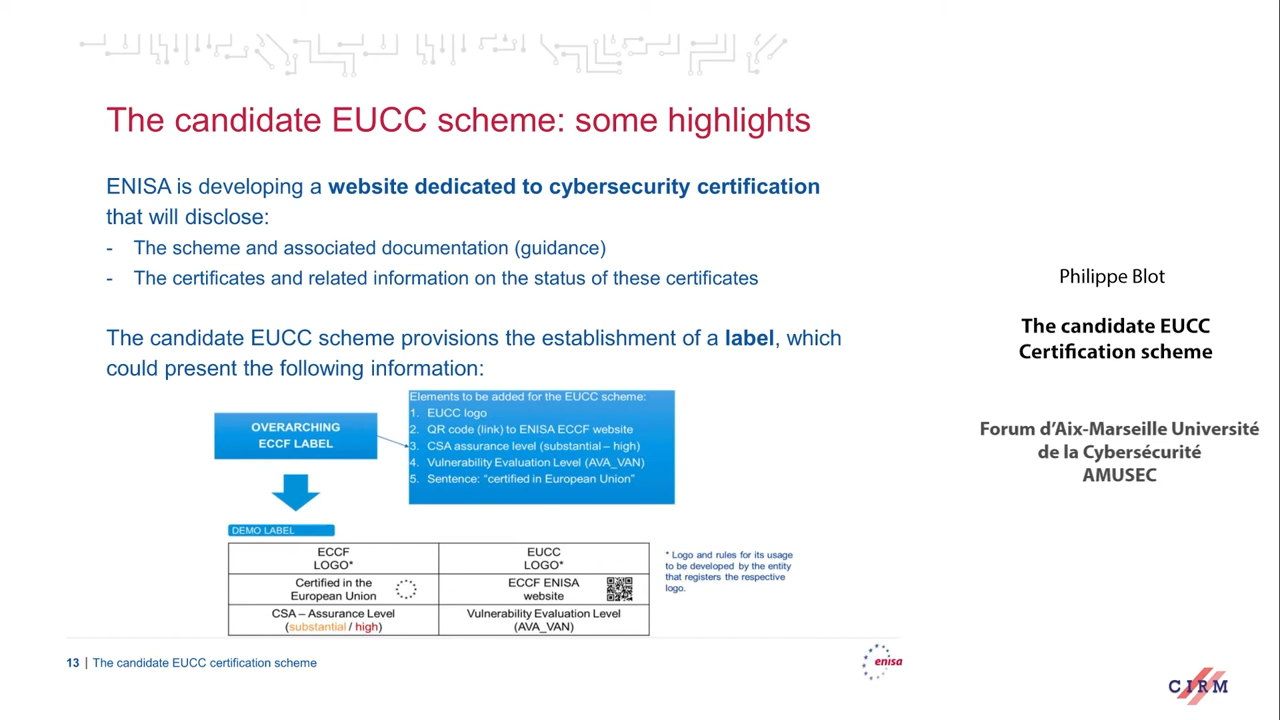 The candidate EUCC scheme: some highlights
ENISA is developing a website dedicated to cybersecurity certification
that will disclose:
- The scheme and associated documentation (guidance)
- The certificates and related information on the status of these certificates
The candidate EUCC scheme provisions the establishment of a label, which
could present the following information:
OVERARCHING
ECCF LABEL
Elements to be added for the EUCC scheme:
1. EUCC logo
2. QR code (link) to ENISA ECCF website
3. CSA assurance level (substantial – high)
4. Vulnerability Evaluation Level (AVA_VAN)
5. Sentence: “certified in European Union”
DEMO LABEL
ECCF
LOGO*
EUCC
LOGO*
Certified in the
European Union
ECCF ENISA
website
CSA – Assurance Level
(substantial / high)
Vulnerability Evaluation Level
(AVA_VAN)
* Logo and rules for its usage
to be developed by the entity
that registers the respective
logo.
13 | The candidate EUCC certification scheme
enisa
Philippe Blot
The candidate EUCC
Certification scheme
Forum d’Aix-Marseille Université
de la Cybersécurité
AMUSEC
CIRM